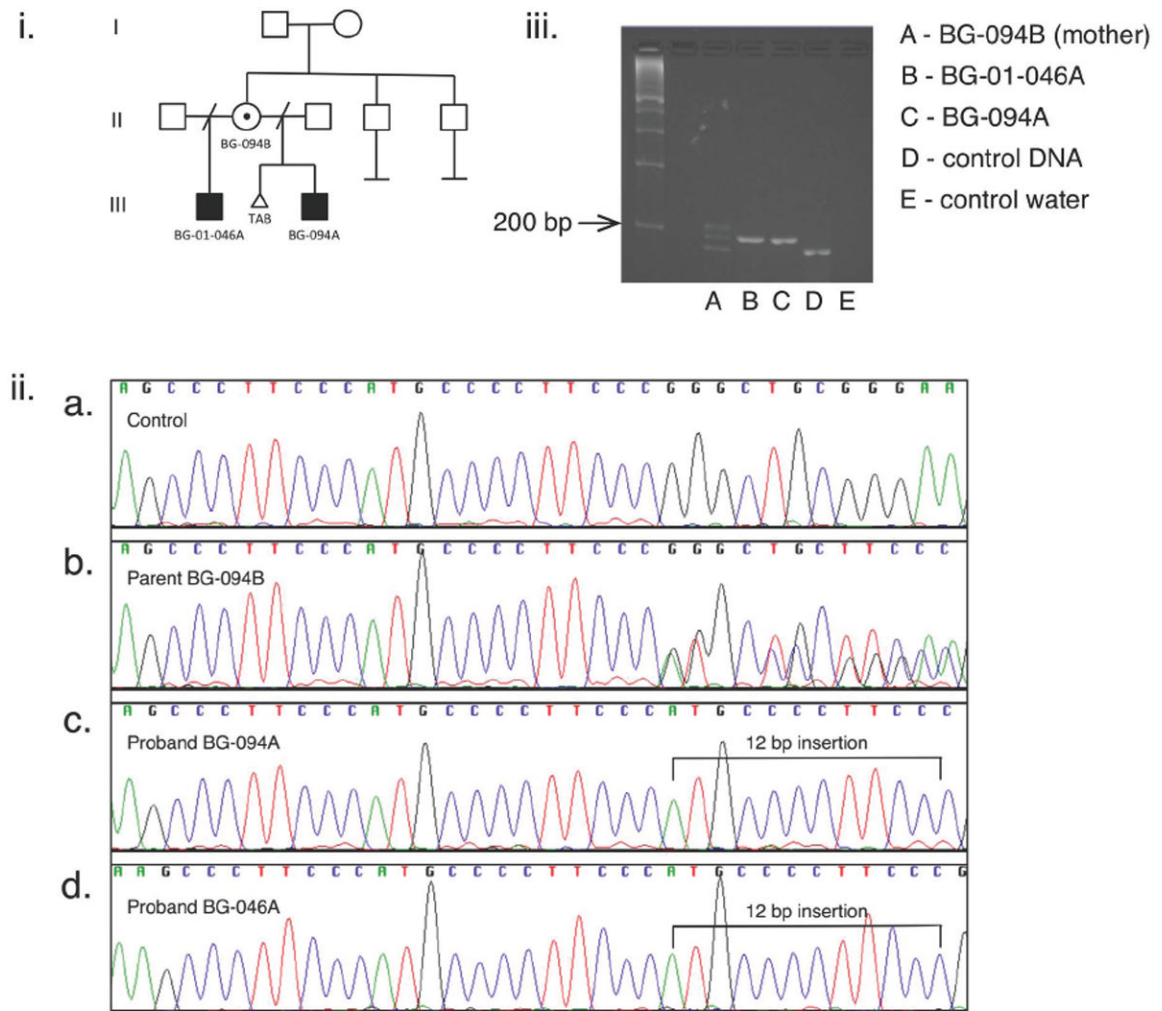 i.
I
II
BG-094B
III
TAB
BG-01-046A
BG-094A
iii.
200 bp
A B C D E
A - BG-094B (mother)
B - BG-01-046A
C - BG-094A
D - control DNA
E - control water
ii.
a.
A G C C C T T C C C A T G C C C C T T C C C G G G C T G C G G G A A
Control
b.
A G C C C T T C C C A T G C C C C T T C C C G G G C T G C T T C C C
Parent BG-094B
c.
A G C C C T T C C C A T G C C C C T T C C C A T G C C C C T T C C C
Proband BG-094A
12 bp insertion
d.
A A G C C C T T C C C A T G C C C C T T C C C A T G C C C C T T C C C G
Proband BG-046A
12 bp insertion